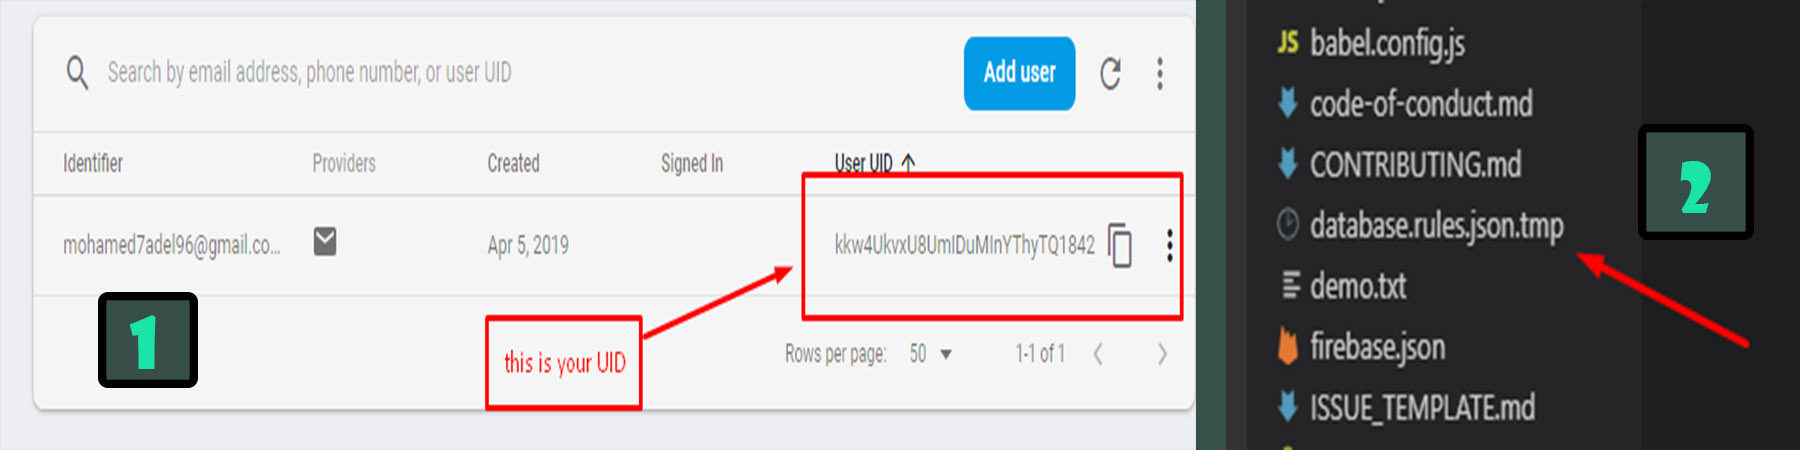 Search by email address, phone number, or user UID
Add user
Identifier Providers Created Signed In User UID
mohamed7adel96@gmail.co... Apr 5, 2019 kkw4UkvxU8UmIDuMInYThyTQ1842
1
this is your UID
Rows per page: 50 1-1 of 1
JS babel.config.js
code-of-conduct.md
CONTRIBUTING.md
2
database.rules.json.tmp
demo.txt
firebase.json
ISSUE_TEMPLATE.md